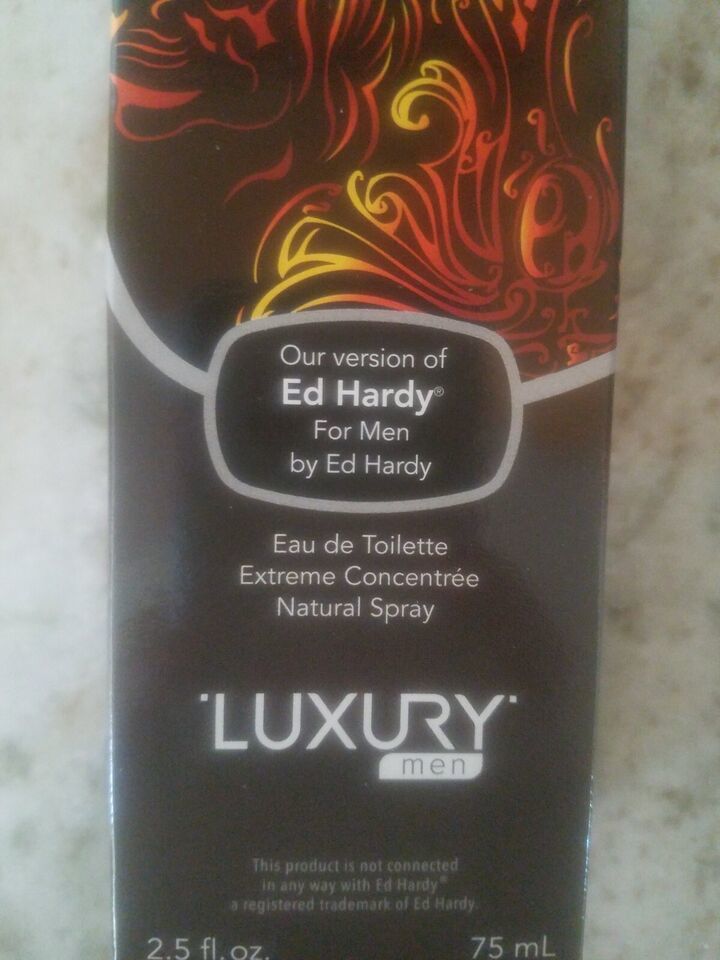 Our version of
Ed Hardy®
For Men
by Ed Hardy
Eau de Toilette
Extreme Concentrée
Natural Spray
LUXURY
men
This product is not connected
in any way with Ed Hardy®
a registered trademark of Ed Hardy.
2.5 fl. oz. 75 mL